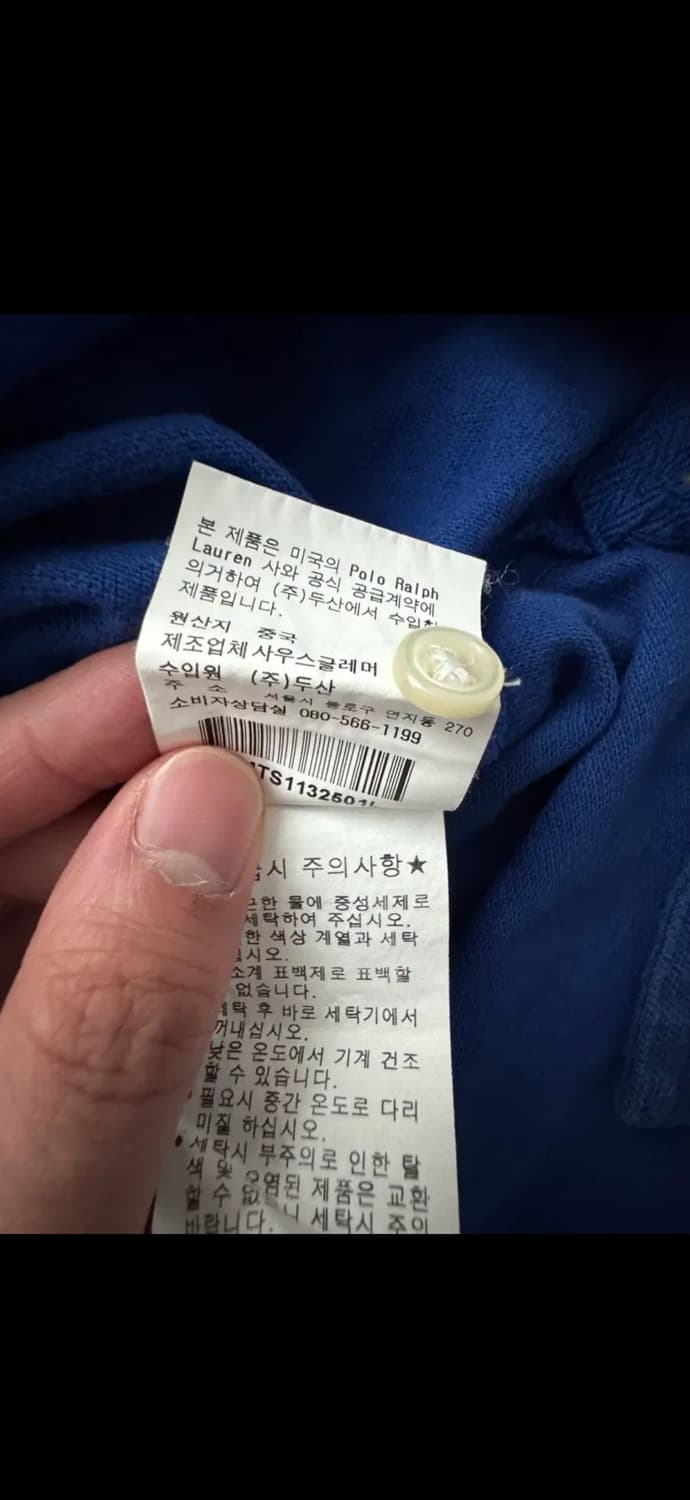 본 제품은 미국의 Polo Ralph
Lauren 사와 공식 공급계약에
의거하여 (주)두산에서
제품입니다.
원산지 중국
제조업체 사우스글레머
수입원 (주)두산
주 소 서울시 종로구 연지동 270
소비자상담실 080-566-1199
주의사항★
물에 중성세제로
세탁하여 주십시오.
색상 계열과 세탁
표백제로 표백할
없습니다.
후 바로 세탁기에서
꺼내십시오.
낮은 온도에서 기계 건조
할 수 있습니다.
필요시 중간 온도로 다리
미질 하십시오.
• 세탁시 부주의로 인한 탈
색 및 오염된 제품은 교환
할 수
바랍니다. 세탁시 주의